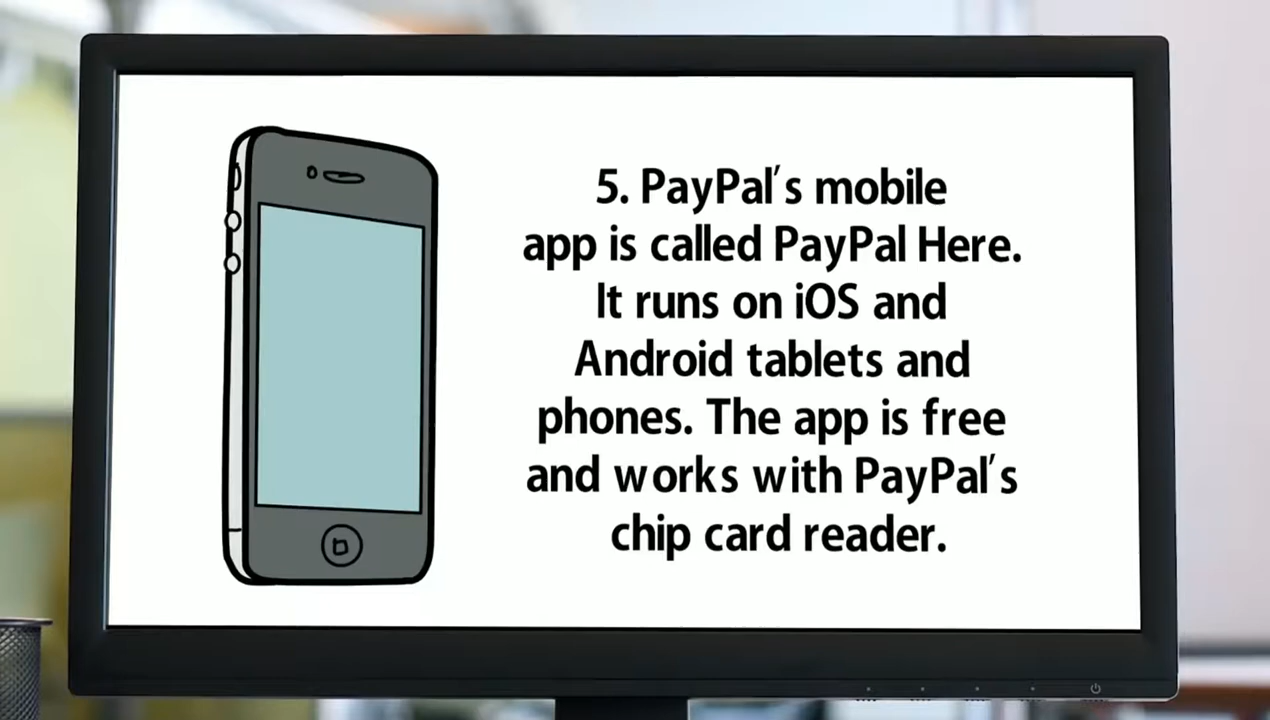 5. PayPal's mobile
app is called PayPal Here.
It runs on iOS and
Android tablets and
phones. The app is free
and works with PayPal's
chip card reader.